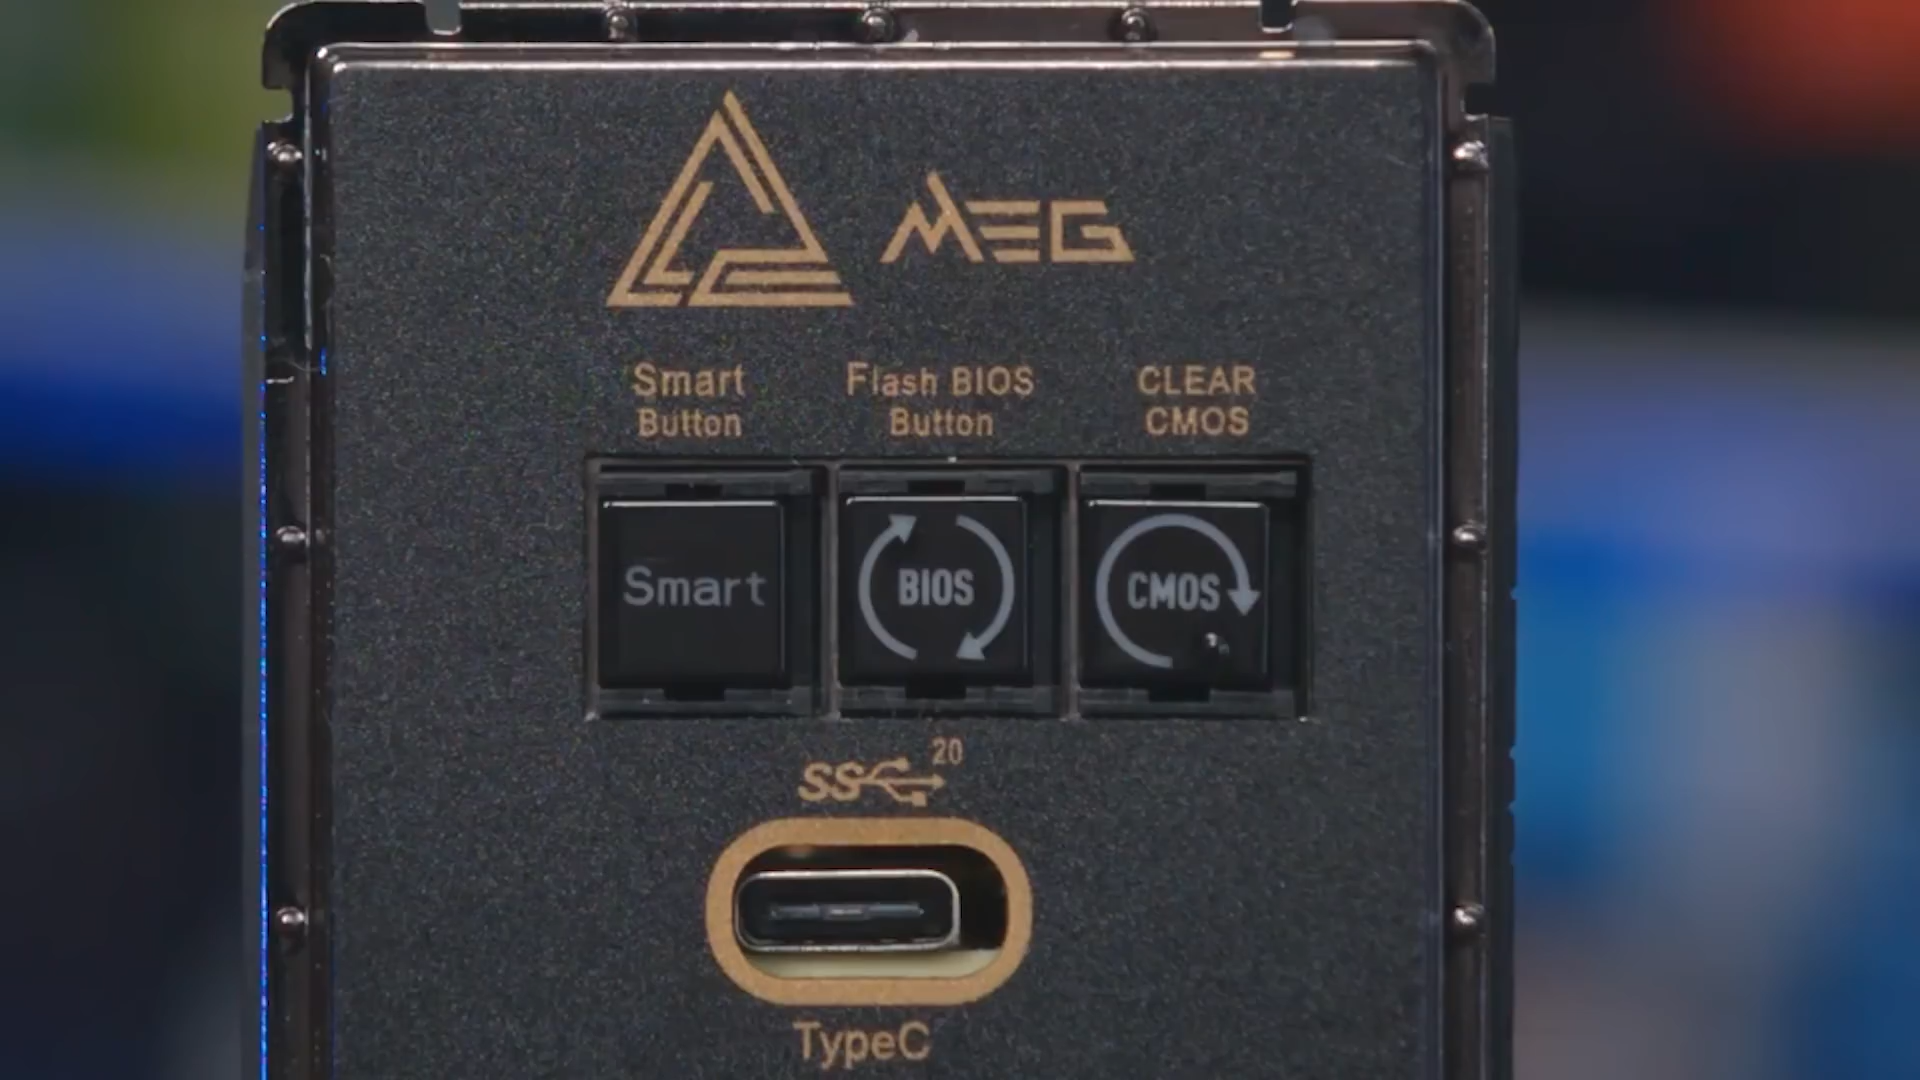 MEG
Smart
Button
Flash BIOS
Button
CLEAR
CMOS
Smart
BIOS
CMOS
SS 20
TypeC